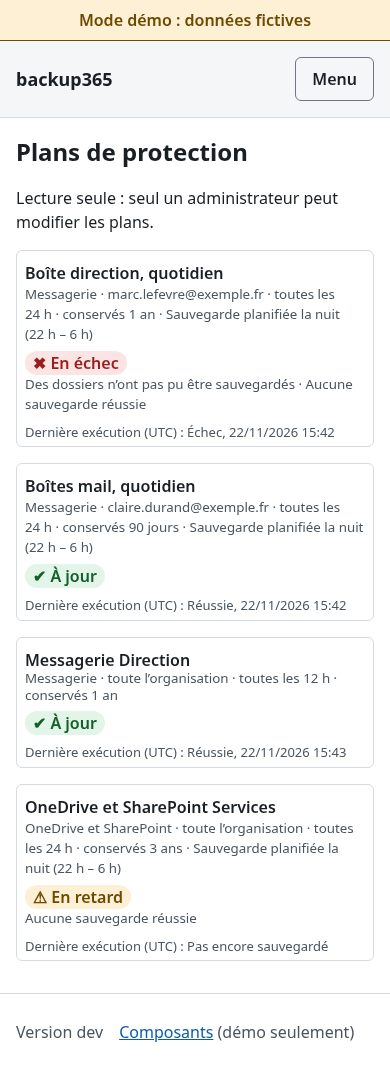 Mode démo : données fictives
backup365
Menu
Plans de protection
Lecture seule : seul un administrateur peut
modifier les plans.
Boîte direction, quotidien
Messagerie · marc.lefevre@exemple.fr · toutes les
24 h · conservés 1 an · Sauvegarde planifiée la nuit
(22 h – 6 h)
✖ En échec
Des dossiers n’ont pas pu être sauvegardés · Aucune
sauvegarde réussie
Dernière exécution (UTC) : Échec, 22/11/2026 15:42
Boîtes mail, quotidien
Messagerie · claire.durand@exemple.fr · toutes les
24 h · conservés 90 jours · Sauvegarde planifiée la nuit
(22 h – 6 h)
✔ À jour
Dernière exécution (UTC) : Réussie, 22/11/2026 15:42
Messagerie Direction
Messagerie · toute l’organisation · toutes les 12 h ·
conservés 1 an
✔ À jour
Dernière exécution (UTC) : Réussie, 22/11/2026 15:43
OneDrive et SharePoint Services
OneDrive et SharePoint · toute l’organisation · toutes
les 24 h · conservés 3 ans · Sauvegarde planifiée la
nuit (22 h – 6 h)
⚠ En retard
Aucune sauvegarde réussie
Dernière exécution (UTC) : Pas encore sauvegardé
Version dev Composants (démo seulement)